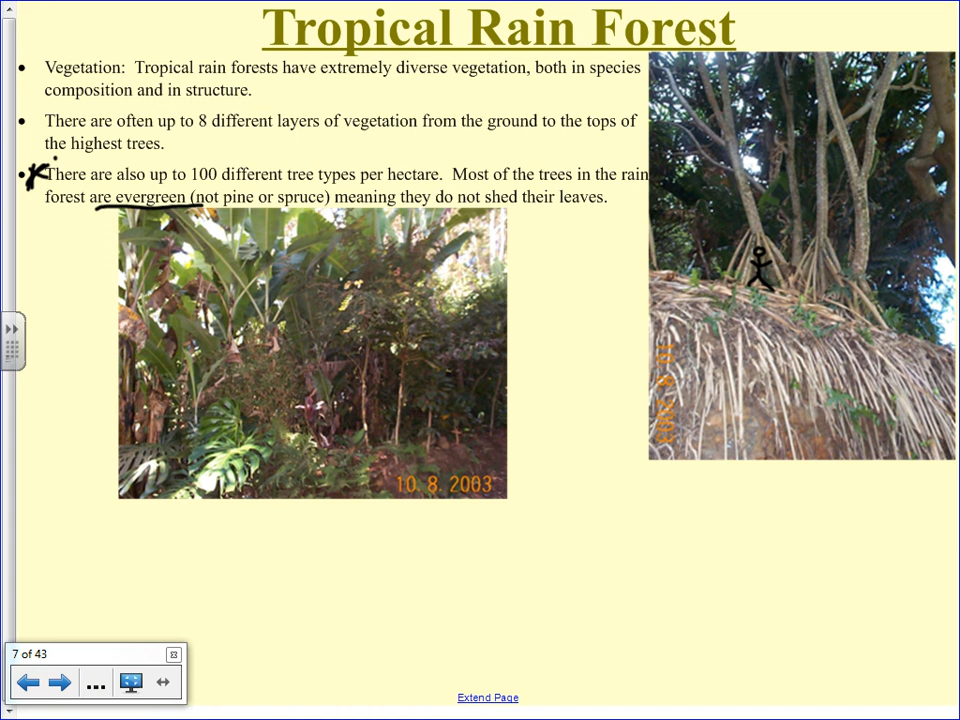 Tropical Rain Forest
Vegetation: Tropical rain forests have extremely diverse vegetation, both in species
composition and in structure.
There are often up to 8 different layers of vegetation from the ground to the tops of
the highest trees.
There are also up to 100 different tree types per hectare. Most of the trees in the rain
forest are evergreen (not pine or spruce) meaning they do not shed their leaves.
10. 8. 2003
10 8 2003
7 of 43
...
Extend Page